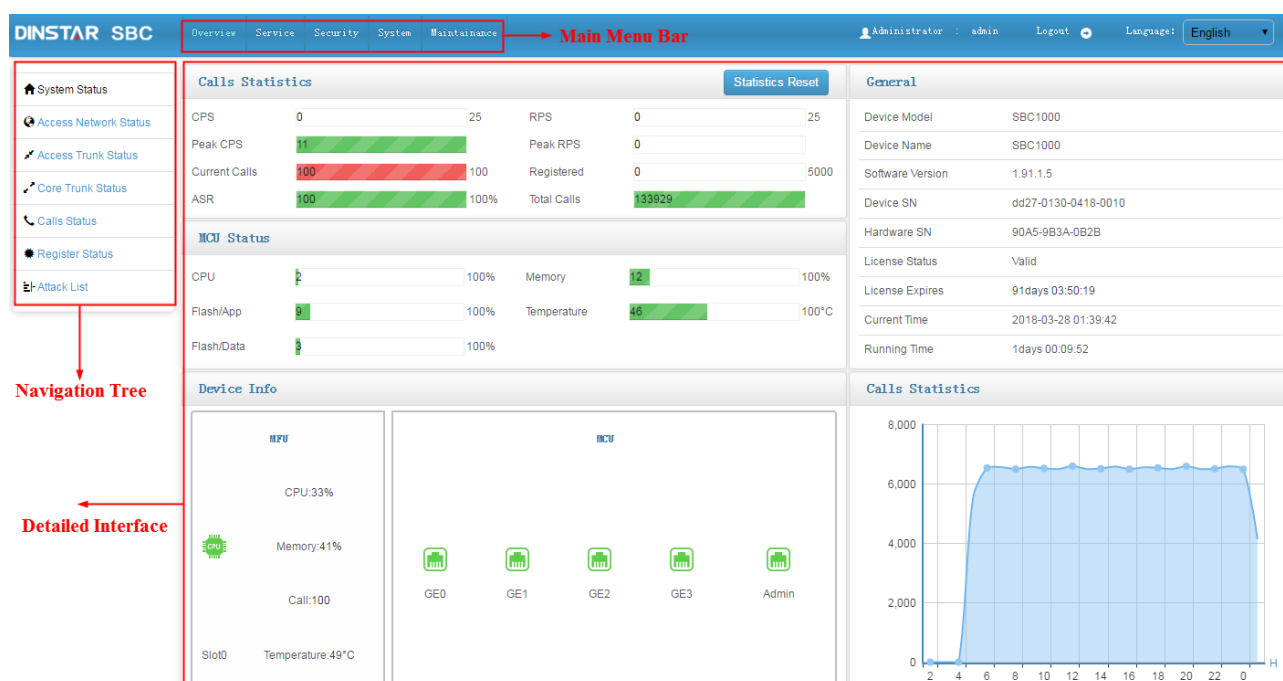 DINSTAR SBC
Overview Service Security System Maintainance
Main Menu Bar
Administrator : admin Logout Language: English
System Status
Access Network Status
Access Trunk Status
Core Trunk Status
Calls Status
Register Status
Attack List
Navigation Tree
Detailed Interface
Calls Statistics Statistics Reset
CPS 0 25 RPS 0 25
Peak CPS 11 Peak RPS 0
Current Calls 100 100 Registered 0 5000
ASR 100 100% Total Calls 133929
MCU Status
CPU 2 100% Memory 12 100%
Flash/App 9 100% Temperature 46 100°C
Flash/Data 3 100%
Device Info
MFU
CPU:33%
CPU
Memory:41%
Call:100
Slot0 Temperature:49°C
MCU
GE0 GE1 GE2 GE3 Admin
General
Device Model SBC1000
Device Name SBC1000
Software Version 1.91.1.5
Device SN dd27-0130-0418-0010
Hardware SN 90A5-9B3A-0B2B
License Status Valid
License Expires 91days 03:50:19
Current Time 2018-03-28 01:39:42
Running Time 1days 00:09:52
Calls Statistics
8,000
6,000
4,000
2,000
0 H
2 4 6 8 10 12 14 16 18 20 22 0